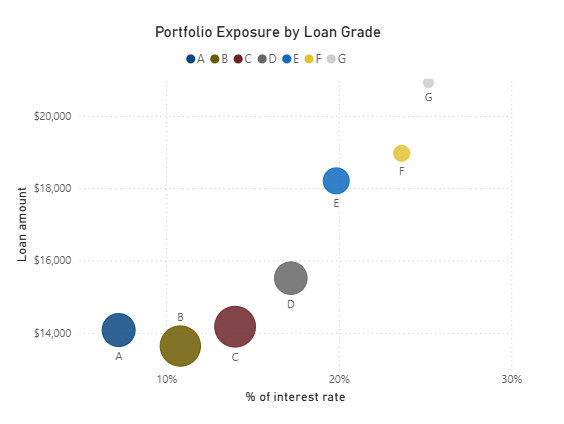 Portfolio Exposure by Loan Grade
A B C D E F G
$20,000
G
$18,000
F
E
Loan amount
$16,000
D
B
$14,000
A
C
10% 20% 30%
% of interest rate